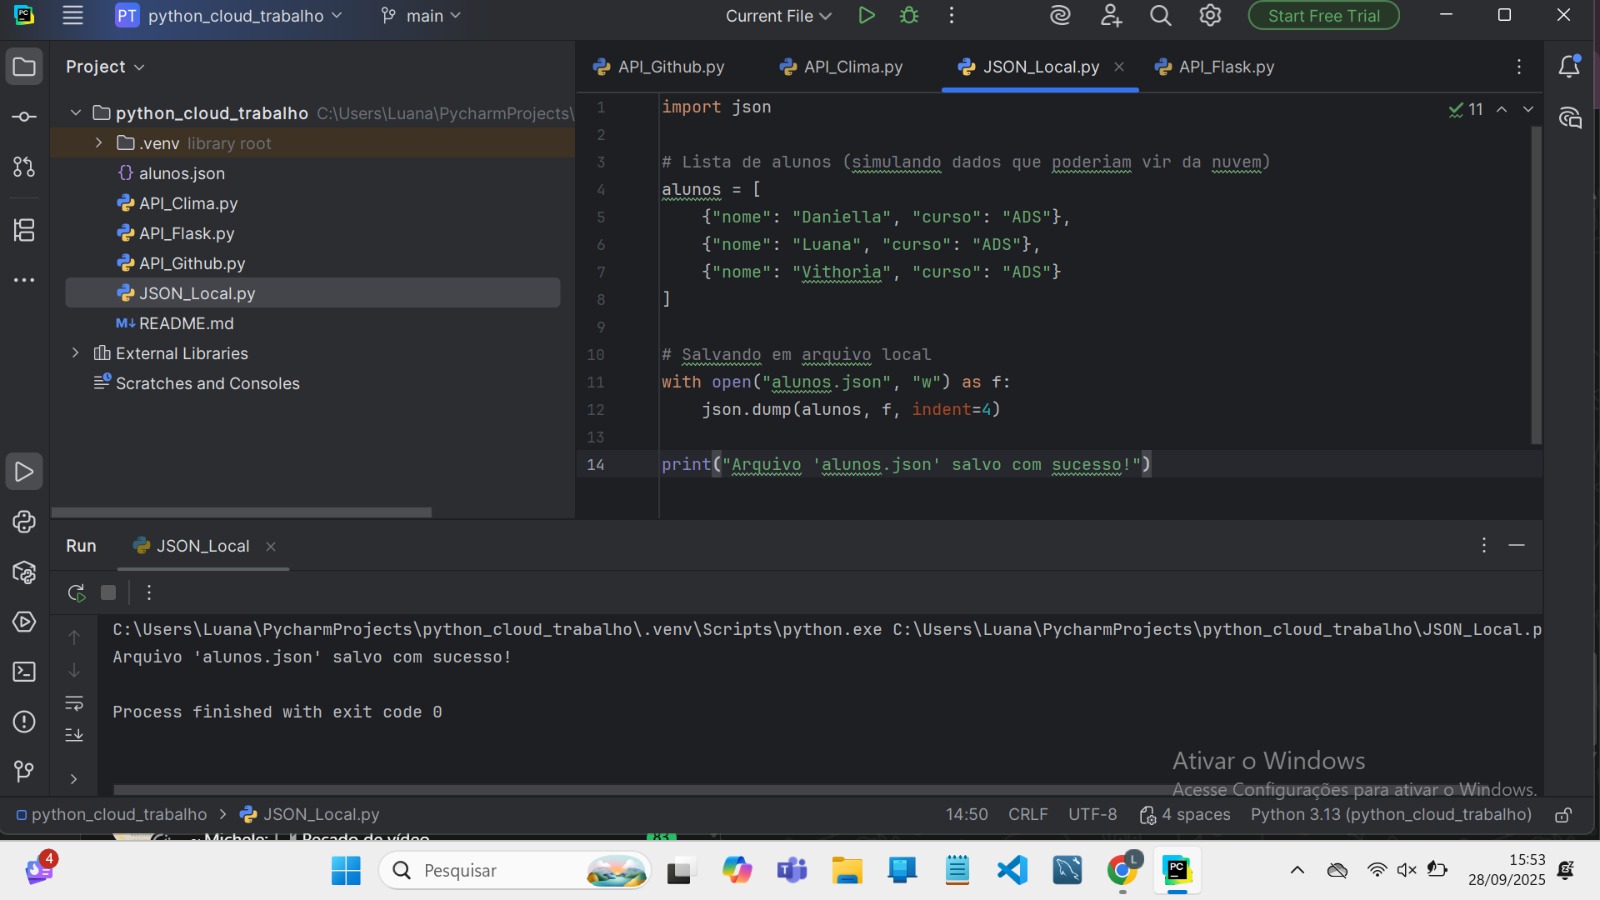 PC
PT python_cloud_trabalho
main
Current File
Start Free Trial
Project
API_Github.py
API_Clima.py
JSON_Local.py
API_Flask.py
python_cloud_trabalho C:\Users\Luana\PycharmProjects\
.venv library root
alunos.json
API_Clima.py
API_Flask.py
API_Github.py
JSON_Local.py
M↓ README.md
External Libraries
Scratches and Consoles
11
1 import json
2
3 # Lista de alunos (simulando dados que poderiam vir da nuvem)
4 alunos = [
5     {"nome": "Daniella", "curso": "ADS"},
6     {"nome": "Luana", "curso": "ADS"},
7     {"nome": "Vithoria", "curso": "ADS"}
8 ]
9
10 # Salvando em arquivo local
11 with open("alunos.json", "w") as f:
12     json.dump(alunos, f, indent=4)
13
14 print("Arquivo 'alunos.json' salvo com sucesso!")
Run
JSON_Local
C:\Users\Luana\PycharmProjects\python_cloud_trabalho\.venv\Scripts\python.exe C:\Users\Luana\PycharmProjects\python_cloud_trabalho\JSON_Local.p
Arquivo 'alunos.json' salvo com sucesso!
Process finished with exit code 0
Ativar o Windows
Acesse Configurações para ativar o Windows.
python_cloud_trabalho > JSON_Local.py
14:50 CRLF UTF-8 4 spaces Python 3.13 (python_cloud_trabalho)
~ Michele: Recado de vídeo
83
4
Pesquisar
L
PC
15:53
28/09/2025